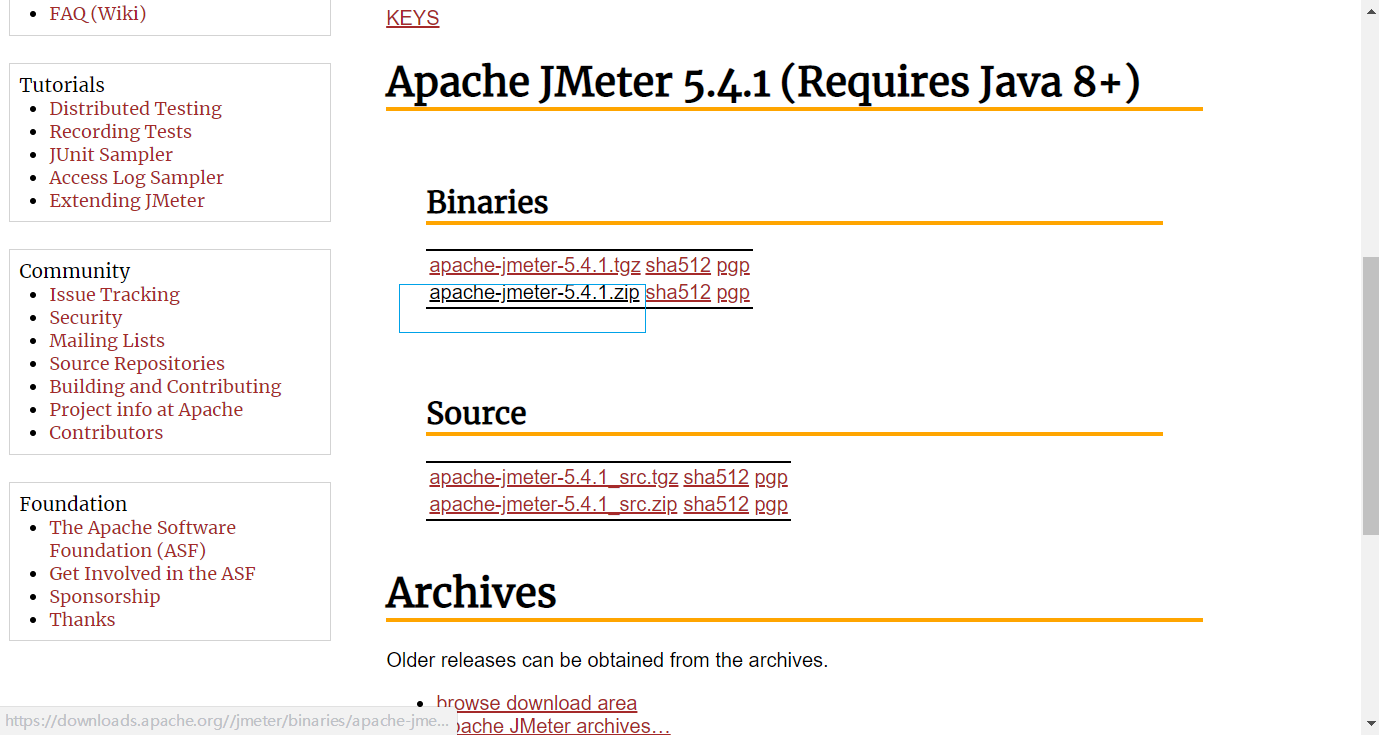 FAQ (Wiki)
Tutorials
Distributed Testing
Recording Tests
JUnit Sampler
Access Log Sampler
Extending JMeter
Community
Issue Tracking
Security
Mailing Lists
Source Repositories
Building and Contributing
Project info at Apache
Contributors
Foundation
The Apache Software
Foundation (ASF)
Get Involved in the ASF
Sponsorship
Thanks
KEYS
Apache JMeter 5.4.1 (Requires Java 8+)
Binaries
apache-jmeter-5.4.1.tgz sha512 pgp
apache-jmeter-5.4.1.zip sha512 pgp
Source
apache-jmeter-5.4.1_src.tgz sha512 pgp
apache-jmeter-5.4.1_src.zip sha512 pgp
Archives
Older releases can be obtained from the archives.
browse download area
pache JMeter archives…
https://downloads.apache.org//jmeter/binaries/apache-jme...